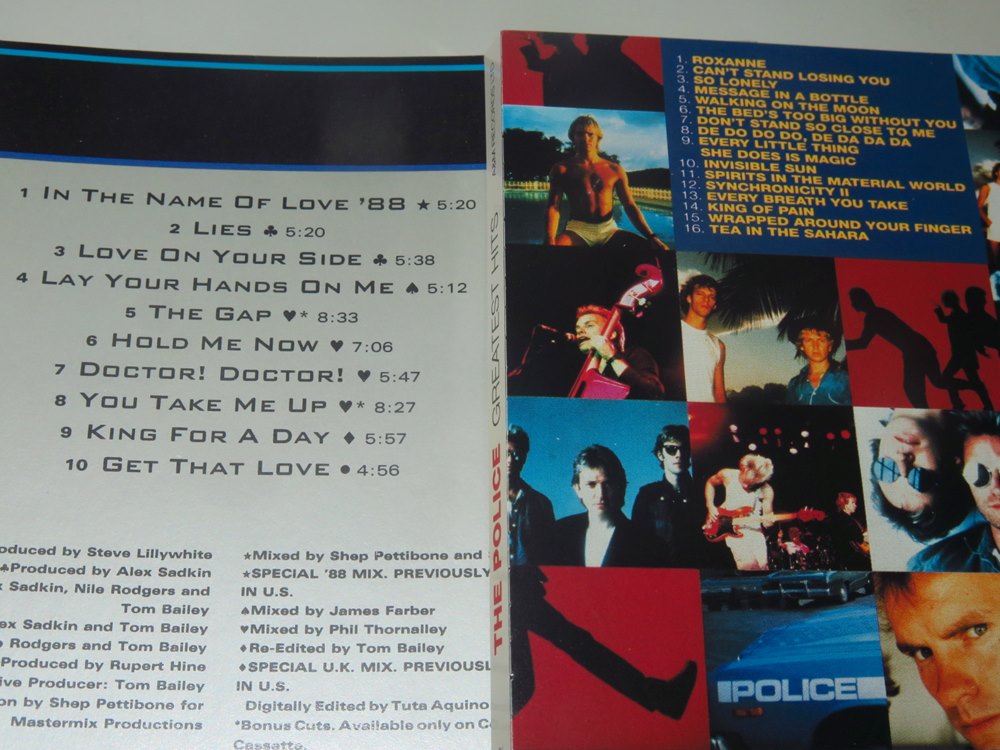 1 IN THE NAME OF LOVE '88 ★ 5:20
2 LIES ♣ 5:20
3 LOVE ON YOUR SIDE ♣ 5:38
4 LAY YOUR HANDS ON ME ♠ 5:12
5 THE GAP ♥* 8:33
6 HOLD ME NOW ♥ 7:06
7 DOCTOR! DOCTOR! ♥ 5:47
8 YOU TAKE ME UP ♥* 8:27
9 KING FOR A DAY ♦ 5:57
10 GET THAT LOVE ● 4:56
oduced by Steve Lillywhite
♣Produced by Alex Sadkin
x Sadkin, Nile Rodgers and
Tom Bailey
lex Sadkin and Tom Bailey
e Rodgers and Tom Bailey
Produced by Rupert Hine
ive Producer: Tom Bailey
on by Shep Pettibone for
Mastermix Productions
★Mixed by Shep Pettibone and
★SPECIAL '88 MIX. PREVIOUSLY
IN U.S.
♠Mixed by James Farber
♥Mixed by Phil Thornalley
♦Re-Edited by Tom Bailey
♦SPECIAL U.K. MIX. PREVIOUSL
IN U.S.
Digitally Edited by Tuta Aquino
*Bonus Cuts. Available only on C
Cassette.
THE POLICE GREATEST HITS A&M RECORDS LTD
1. ROXANNE
2. CAN'T STAND LOSING YOU
3. SO LONELY
4. MESSAGE IN A BOTTLE
5. WALKING ON THE MOON
6. THE BED'S TOO BIG WITHOUT YOU
7. DON'T STAND SO CLOSE TO ME
8. DE DO DO DO, DE DA DA DA
9. EVERY LITTLE THING
SHE DOES IS MAGIC
10. INVISIBLE SUN
11. SPIRITS IN THE MATERIAL WORLD
12. SYNCHRONICITY II
13. EVERY BREATH YOU TAKE
14. KING OF PAIN
15. WRAPPED AROUND YOUR FINGER
16. TEA IN THE SAHARA
POLICE